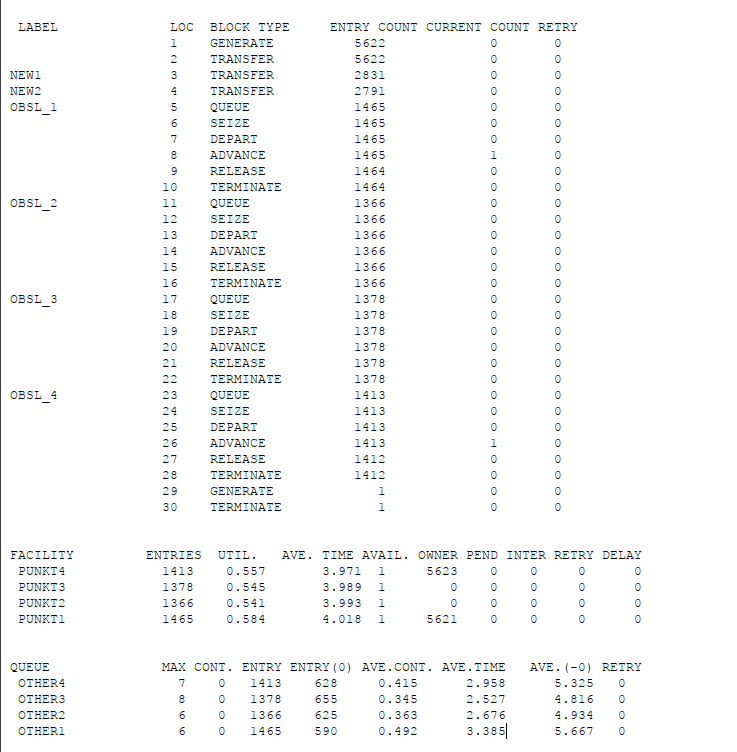 LABEL LOC BLOCK TYPE ENTRY COUNT CURRENT COUNT RETRY
1 GENERATE 5622 0 0
2 TRANSFER 5622 0 0
NEW1 3 TRANSFER 2831 0 0
NEW2 4 TRANSFER 2791 0 0
OBSL_1 5 QUEUE 1465 0 0
6 SEIZE 1465 0 0
7 DEPART 1465 0 0
8 ADVANCE 1465 1 0
9 RELEASE 1464 0 0
10 TERMINATE 1464 0 0
OBSL_2 11 QUEUE 1366 0 0
12 SEIZE 1366 0 0
13 DEPART 1366 0 0
14 ADVANCE 1366 0 0
15 RELEASE 1366 0 0
16 TERMINATE 1366 0 0
OBSL_3 17 QUEUE 1378 0 0
18 SEIZE 1378 0 0
19 DEPART 1378 0 0
20 ADVANCE 1378 0 0
21 RELEASE 1378 0 0
22 TERMINATE 1378 0 0
OBSL_4 23 QUEUE 1413 0 0
24 SEIZE 1413 0 0
25 DEPART 1413 0 0
26 ADVANCE 1413 1 0
27 RELEASE 1412 0 0
28 TERMINATE 1412 0 0
29 GENERATE 1 0 0
30 TERMINATE 1 0 0
FACILITY ENTRIES UTIL. AVE. TIME AVAIL. OWNER PEND INTER RETRY DELAY
PUNKT4 1413 0.557 3.971 1 5623 0 0 0 0
PUNKT3 1378 0.545 3.989 1 0 0 0 0 0
PUNKT2 1366 0.541 3.993 1 0 0 0 0 0
PUNKT1 1465 0.584 4.018 1 5621 0 0 0 0
QUEUE MAX CONT. ENTRY ENTRY(0) AVE.CONT. AVE.TIME AVE.(-0) RETRY
OTHER4 7 0 1413 628 0.415 2.958 5.325 0
OTHER3 8 0 1378 655 0.345 2.527 4.816 0
OTHER2 6 0 1366 625 0.363 2.676 4.934 0
OTHER1 6 0 1465 590 0.492 3.385 5.667 0